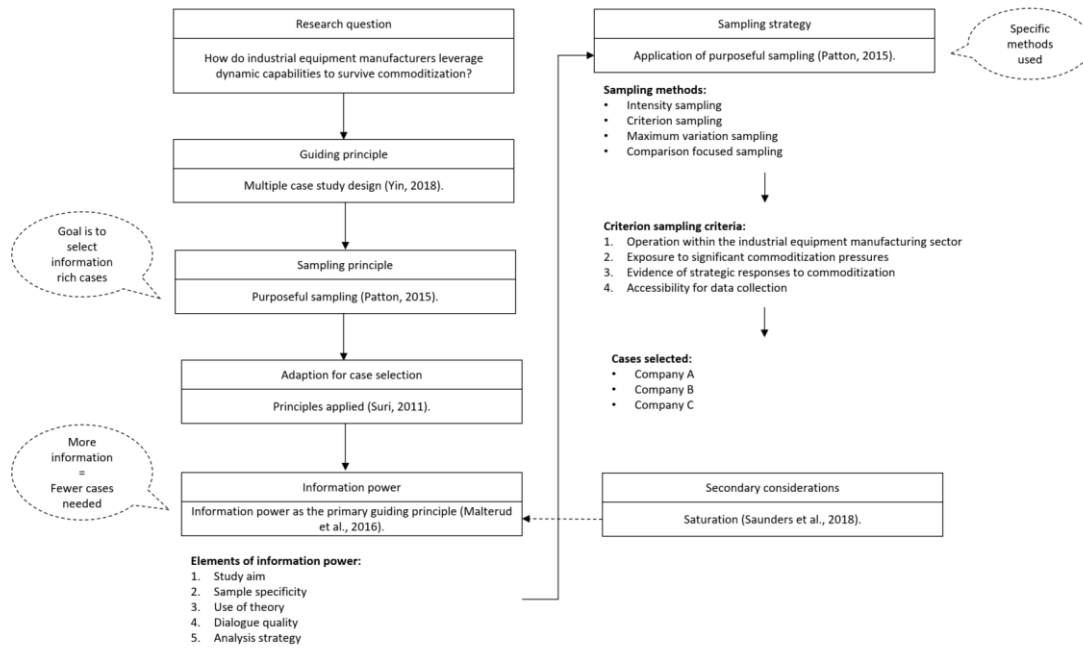 Research question
How do industrial equipment manufacturers leverage
dynamic capabilities to survive commoditization?
Guiding principle
Multiple case study design (Yin, 2018).
Goal is to
select
information
rich cases
Sampling principle
Purposeful sampling (Patton, 2015).
Adaption for case selection
Principles applied (Suri, 2011).
More
information
=
Fewer cases
needed
Information power
Information power as the primary guiding principle (Malterud
et al., 2016).
Elements of information power:
1. Study aim
2. Sample specificity
3. Use of theory
4. Dialogue quality
5. Analysis strategy
Sampling strategy
Application of purposeful sampling (Patton, 2015).
Specific
methods
used
Sampling methods:
• Intensity sampling
• Criterion sampling
• Maximum variation sampling
• Comparison focused sampling
Criterion sampling criteria:
1. Operation within the industrial equipment manufacturing sector
2. Exposure to significant commoditization pressures
3. Evidence of strategic responses to commoditization
4. Accessibility for data collection
Cases selected:
• Company A
• Company B
• Company C
Secondary considerations
Saturation (Saunders et al., 2018).